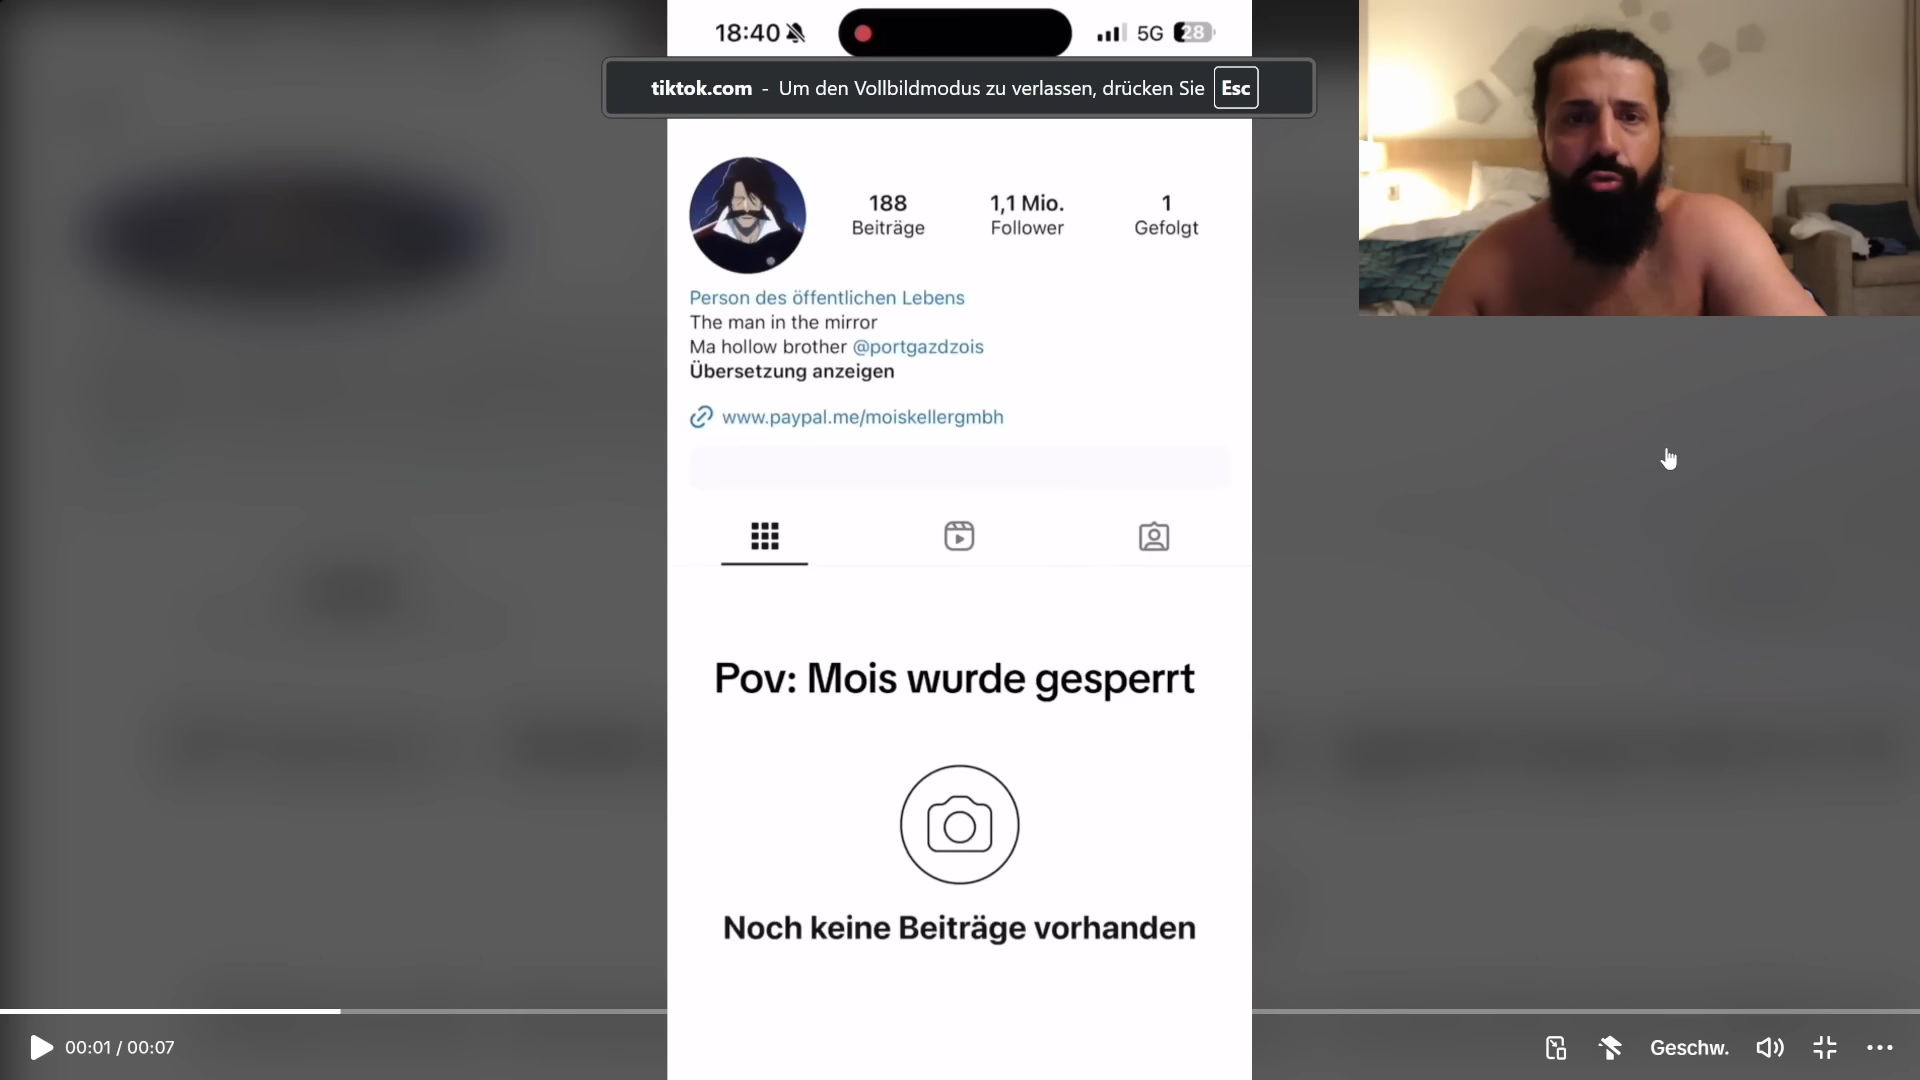 18:40
5G
28
tiktok.com - Um den Vollbildmodus zu verlassen, drücken Sie Esc
188
1,1 Mio.
1
Beiträge
Follower
Gefolgt
Person des öffentlichen Lebens
The man in the mirror
Ma hollow brother @portgazdzois
Übersetzung anzeigen
www.paypal.me/moiskellergmbh
Pov: Mois wurde gesperrt
Noch keine Beiträge vorhanden
00:01 / 00:07
Geschw.